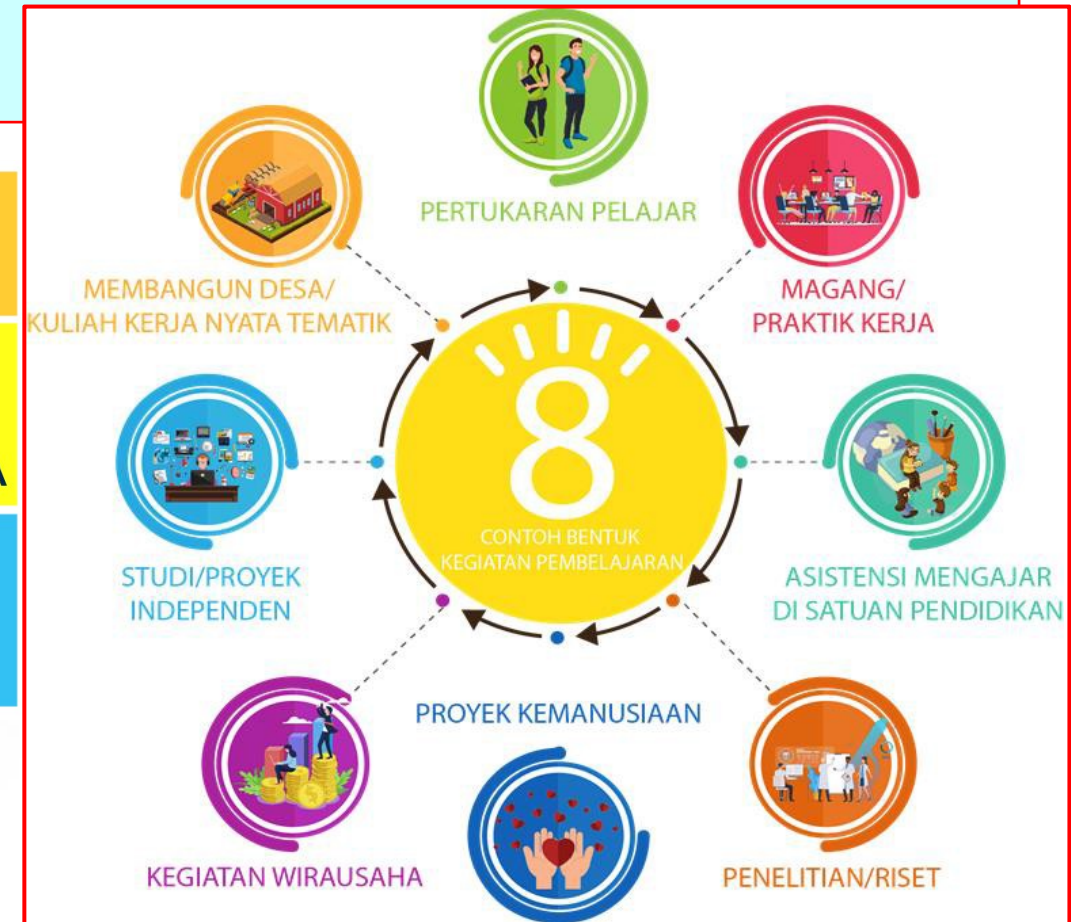 PERTUKARAN PELAJAR
MAGANG/
PRAKTIK KERJA
ASISTENSI MENGAJAR
DI SATUAN PENDIDIKAN
PENELITIAN/RISET
PROYEK KEMANUSIAAN
KEGIATAN WIRAUSAHA
STUDI/PROYEK
INDEPENDEN
MEMBANGUN DESA/
KULIAH KERJA NYATA TEMATIK
8
CONTOH BENTUK
KEGIATAN PEMBELAJARAN
A